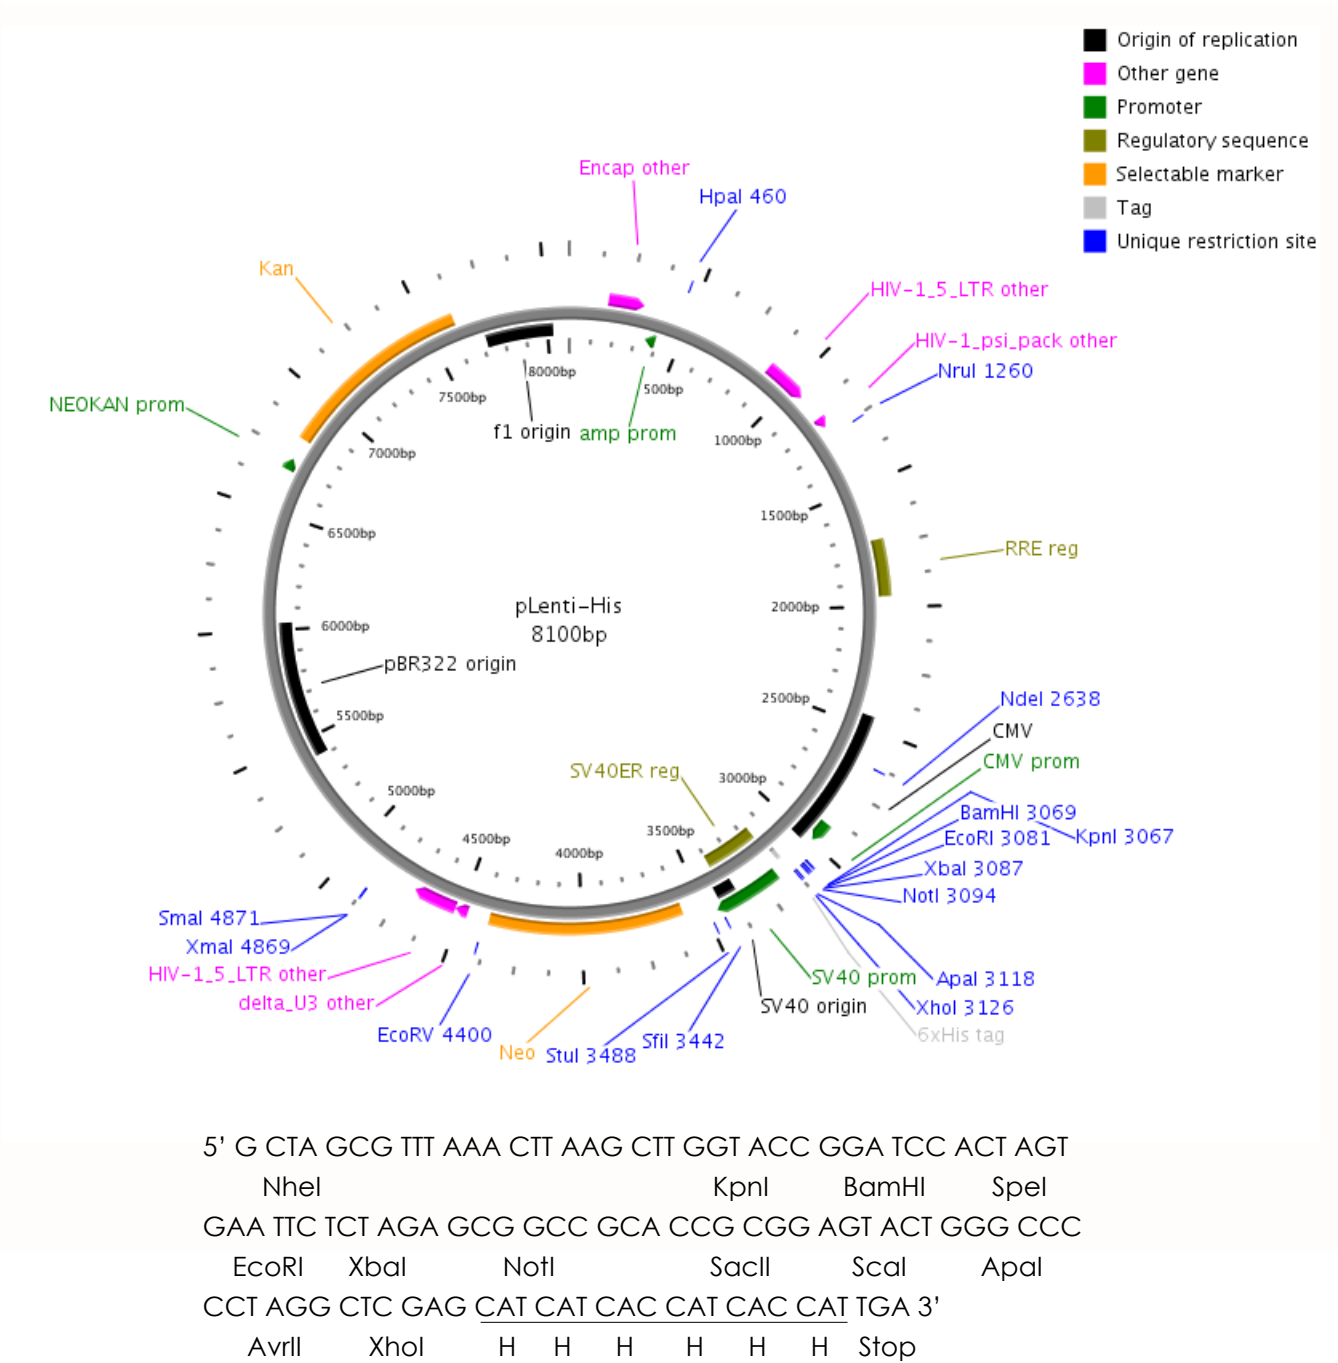 Origin of replication
Other gene
Promoter
Regulatory sequence
Selectable marker
Tag
Unique restriction site
Encap other
HpaI 460
Kan
HIV-1_5_LTR other
HIV-1_psi_pack other
NruI 1260
NEOKAN prom
8000bp
500bp
7500bp
f1 origin
amp prom
1000bp
7000bp
1500bp
6500bp
RRE reg
pLenti-His
8100bp
2000bp
6000bp
pBR322 origin
2500bp
NdeI 2638
5500bp
CMV
CMV prom
SV40ER reg
3000bp
5000bp
BamHI 3069
KpnI 3067
EcoRI 3081
3500bp
4500bp
4000bp
XbaI 3087
NotI 3094
SmaI 4871
XmaI 4869
HIV-1_5_LTR other
SV40 prom
ApaI 3118
delta_U3 other
SV40 origin
XhoI 3126
EcoRV 4400
6xHis tag
Neo
StuI 3488
SfiI 3442
5’ G CTA GCG TTT AAA CTT AAG CTT GGT ACC GGA TCC ACT AGT
NheI KpnI BamHI SpeI
GAA TTC TCT AGA GCG GCC GCA CCG CGG AGT ACT GGG CCC
EcoRI XbaI NotI SacII ScaI ApaI
CCT AGG CTC GAG CAT CAT CAC CAT CAC CAT TGA 3’
AvrII XhoI H H H H H H Stop